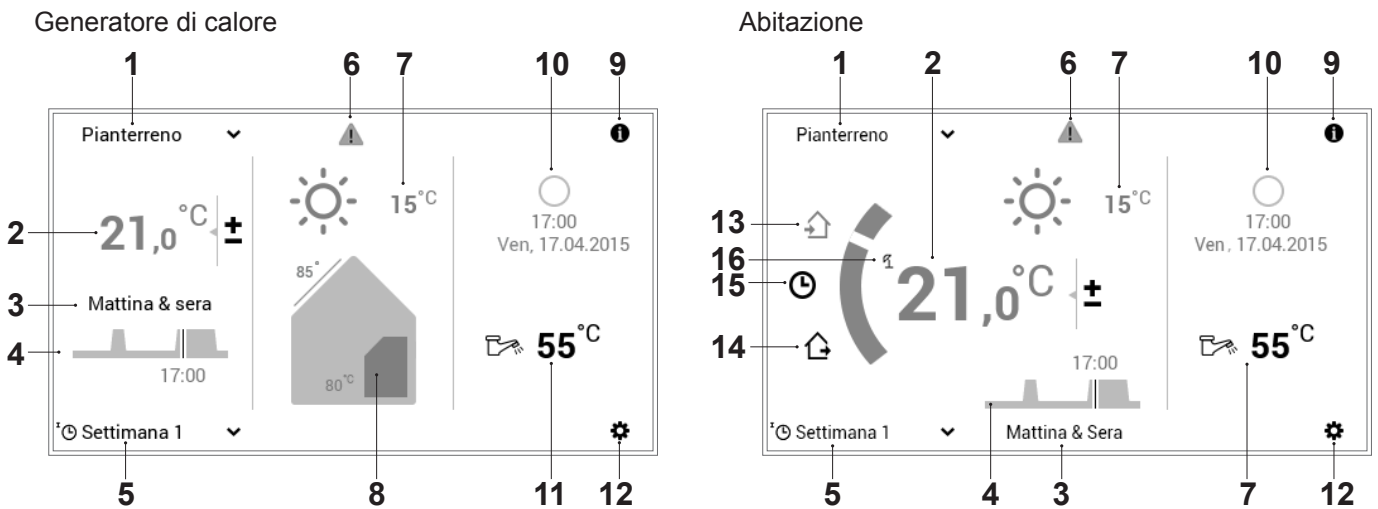 Generatore di calore
1 6 7 10 9
Pianterreno
15°C
2 21,0°C ±
17:00
Ven, 17.04.2015
85°
3 Mattina & sera
4
17:00
80°C
55°C
Settimana 1
5 8 11 12
Abitazione
1 2 6 7 10 9
Pianterreno
15°C
13
17:00
Ven, 17.04.2015
16
15
21,0°C ±
14
55°C
17:00
Settimana 1 Mattina & Sera
5 4 3 7 12